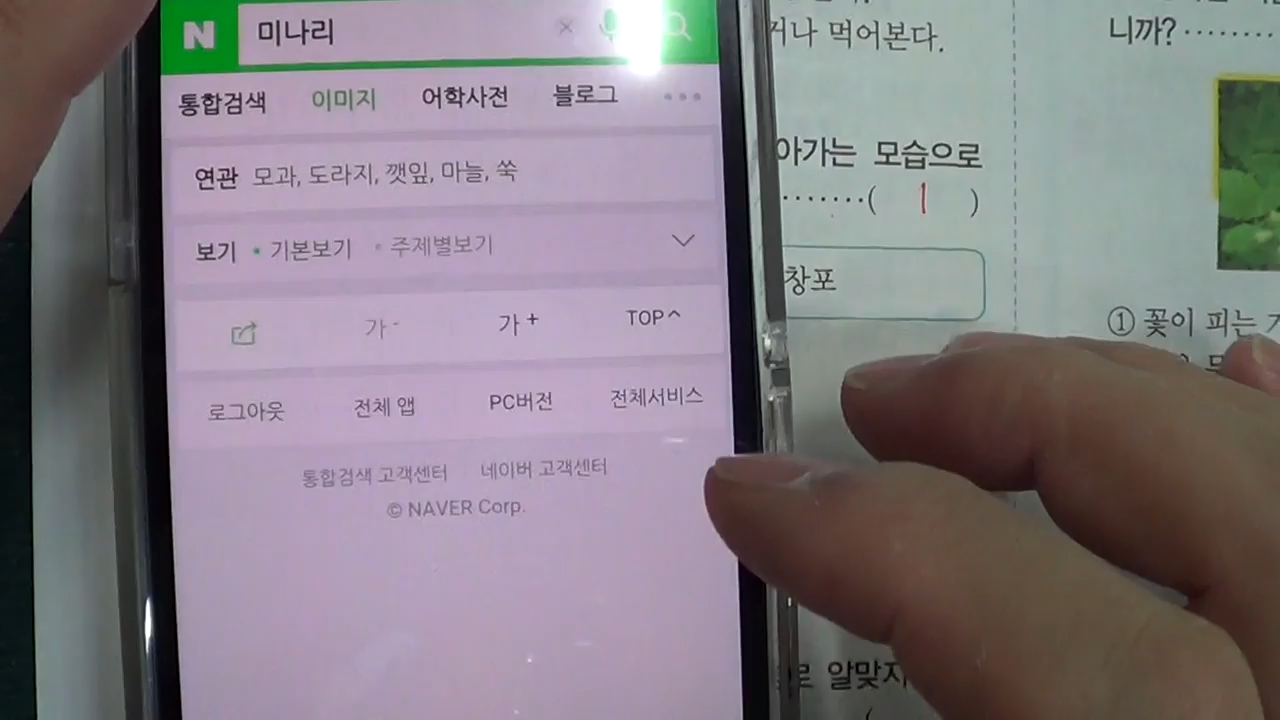 N 미나리
통합검색 이미지 어학사전 블로그
연관 모과, 도라지, 깻잎, 마늘, 쑥
보기 • 기본보기 • 주제별보기
가 - 가 + TOP^
로그아웃 전체 앱 PC버전 전체서비스
통합검색 고객센터 네이버 고객센터
© NAVER Corp.
거나 먹어본다.
아가는 모습으로
········( 1 )
창포
로 알맞지
(
니까?········
① 꽃이 피는